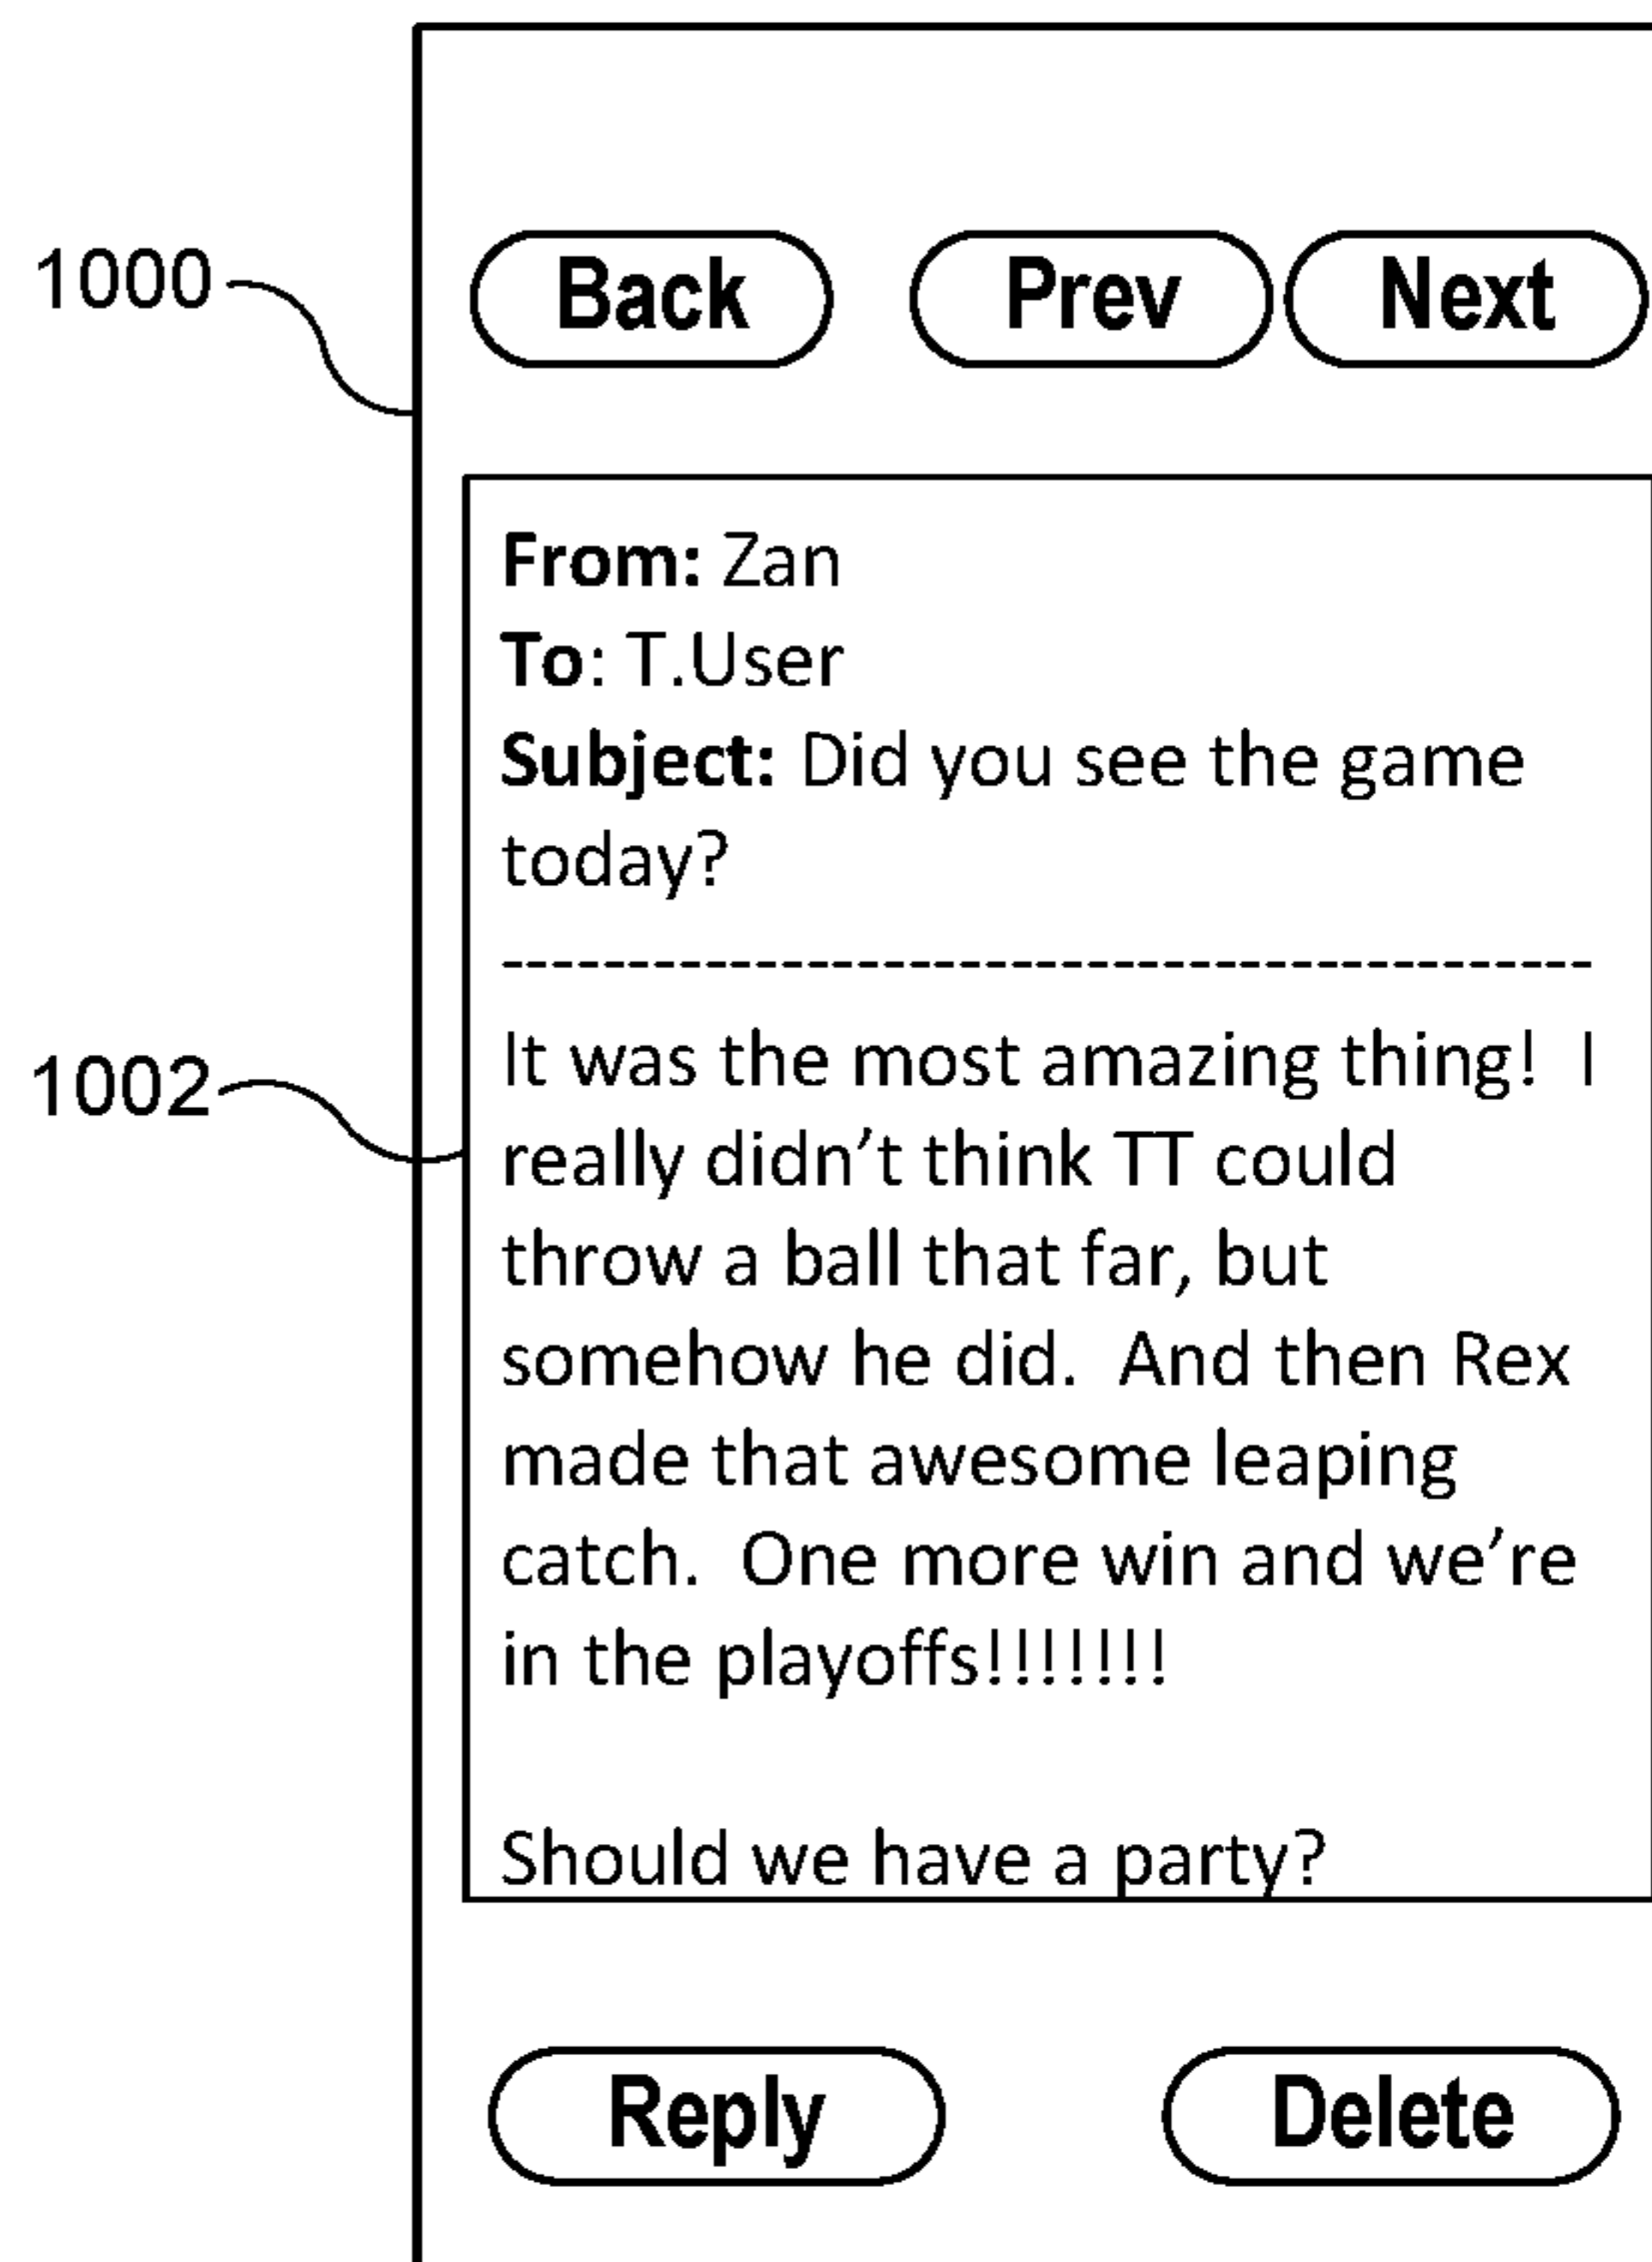 1000
Back Prev Next
From: Zan
To: T.User
Subject: Did you see the game
today?
-------------------------------------------
1002
It was the most amazing thing!  I
really didn’t think TT could
throw a ball that far, but
somehow he did.  And then Rex
made that awesome leaping
catch.  One more win and we’re
in the playoffs!!!!!!!
Should we have a party?
Reply Delete